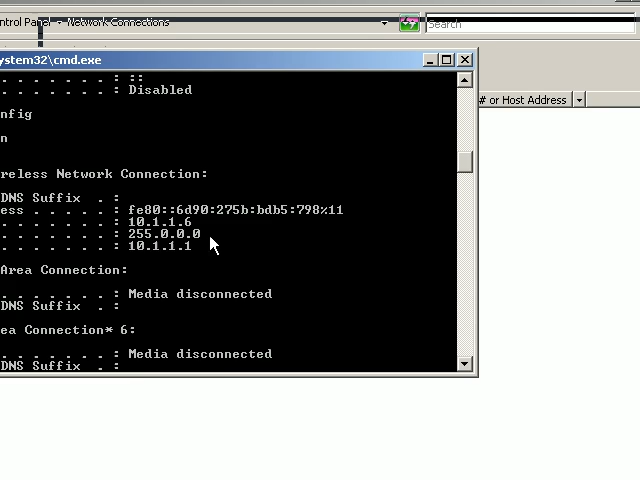 ntrol Panel Network Connections
Search
ystem32\cmd.exe
. . . . . . . : ::
. . . . . . . : Disabled
# or Host Address
nfig
n
reless Network Connection:
DNS Suffix . :
ess . . . . . : fe80::6d90:275b:bdb5:798%11
. . . . . . . : 10.1.1.6
. . . . . . . : 255.0.0.0
. . . . . . . : 10.1.1.1
Area Connection:
. . . . . . . : Media disconnected
DNS Suffix . :
ea Connection* 6:
. . . . . . . : Media disconnected
DNS Suffix . :